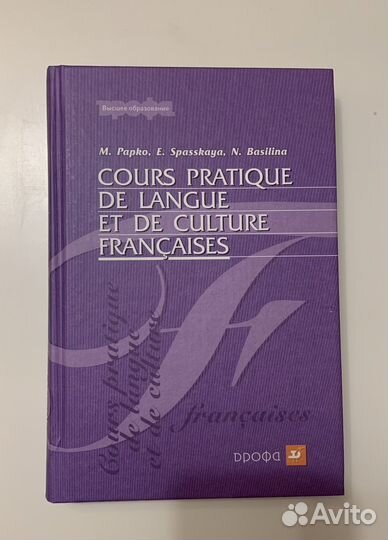 Высшее образование
M. Papko, E. Spasskaya, N. Basilina
COURS PRATIQUE
DE LANGUE
ET DE CULTURE
FRANÇAISES
Cours pratique
de langue
et de culture
françaises
дрофа
Avito